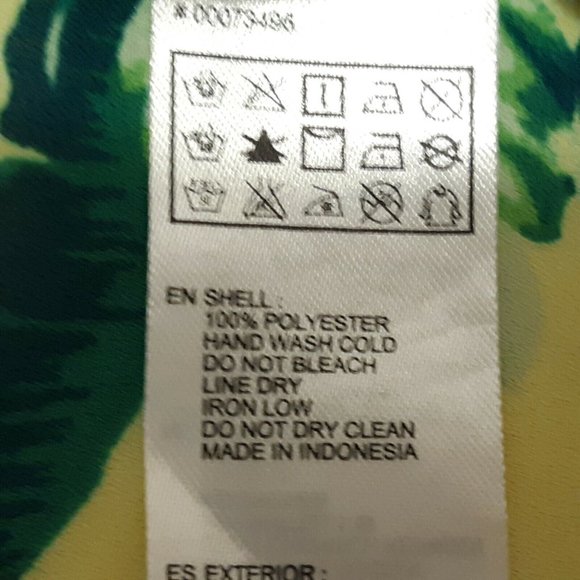 # 00073496
EN SHELL :
100% POLYESTER
HAND WASH COLD
DO NOT BLEACH
LINE DRY
IRON LOW
DO NOT DRY CLEAN
MADE IN INDONESIA
ES EXTERIOR :